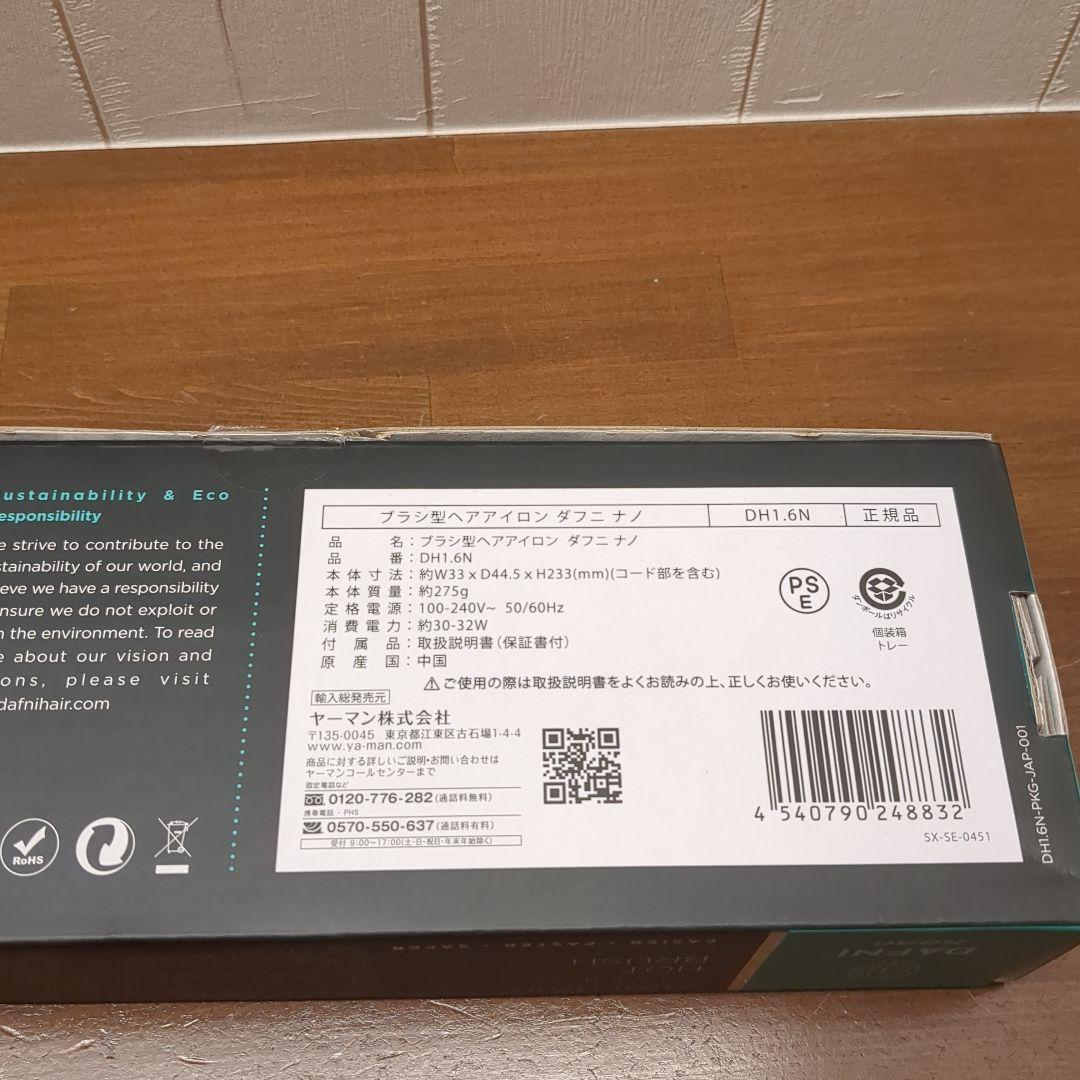 ustainability & Eco
esponsibility
e strive to contribute to the
stainability of our world, and
ieve we have a responsibility
ensure we do not exploit or
n the environment. To read
e about our vision and
ons, please visit
dafnihair.com
RoHS
ブラシ型ヘアアイロン ダフニ ナノ DH1.6N 正規品
品名：ブラシ型ヘアアイロン ダフニ ナノ
品番：DH1.6N
本体寸法：約W33 x D44.5 x H233(mm)(コード部を含む)
本体質量：約275g
定格電源：100-240V~ 50/60Hz
消費電力：約30-32W
付属品：取扱説明書(保証書付)
原産国：中国
PS
E
ダンボールはリサイクル
個装箱
トレー
⚠ご使用の際は取扱説明書をよくお読みの上、正しくお使いください。
輸入総発売元
ヤーマン株式会社
〒135-0045 東京都江東区古石場1-4-4
www.ya-man.com
商品に対する詳しいご説明・お問い合わせは
ヤーマンコールセンターまで
固定電話など
0120-776-282(通話料無料)
携帯電話・PHS
0570-550-637(通話料有料)
受付 9:00～17:00(土・日・祝日・年末年始除く)
4 540790 248832
SX-SE-0451
DH1.6N-PKG-JAP-001
EASIER • FASTER • SAFER
HOT
BRUSH
DAFNI
nano